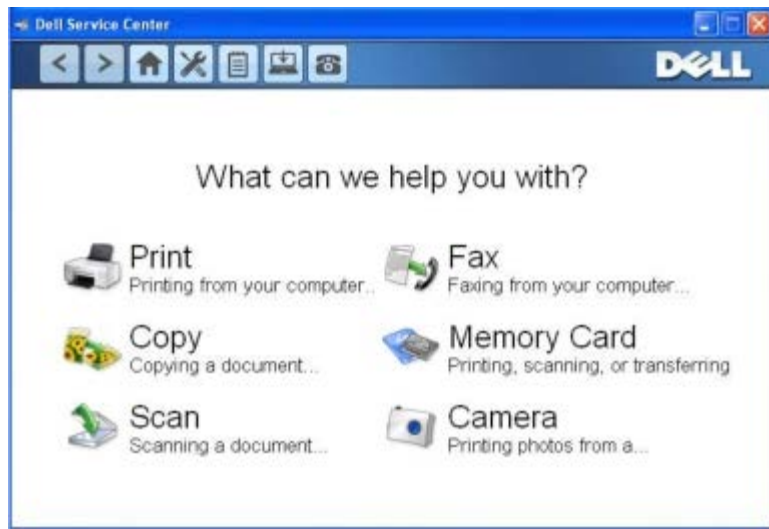 Dell Service Center
DELL
What can we help you with?
Print
Printing from your computer..
Fax
Faxing from your computer...
Copy
Copying a document...
Memory Card
Printing, scanning, or transferring
Scan
Scanning a document...
Camera
Printing photos from a...